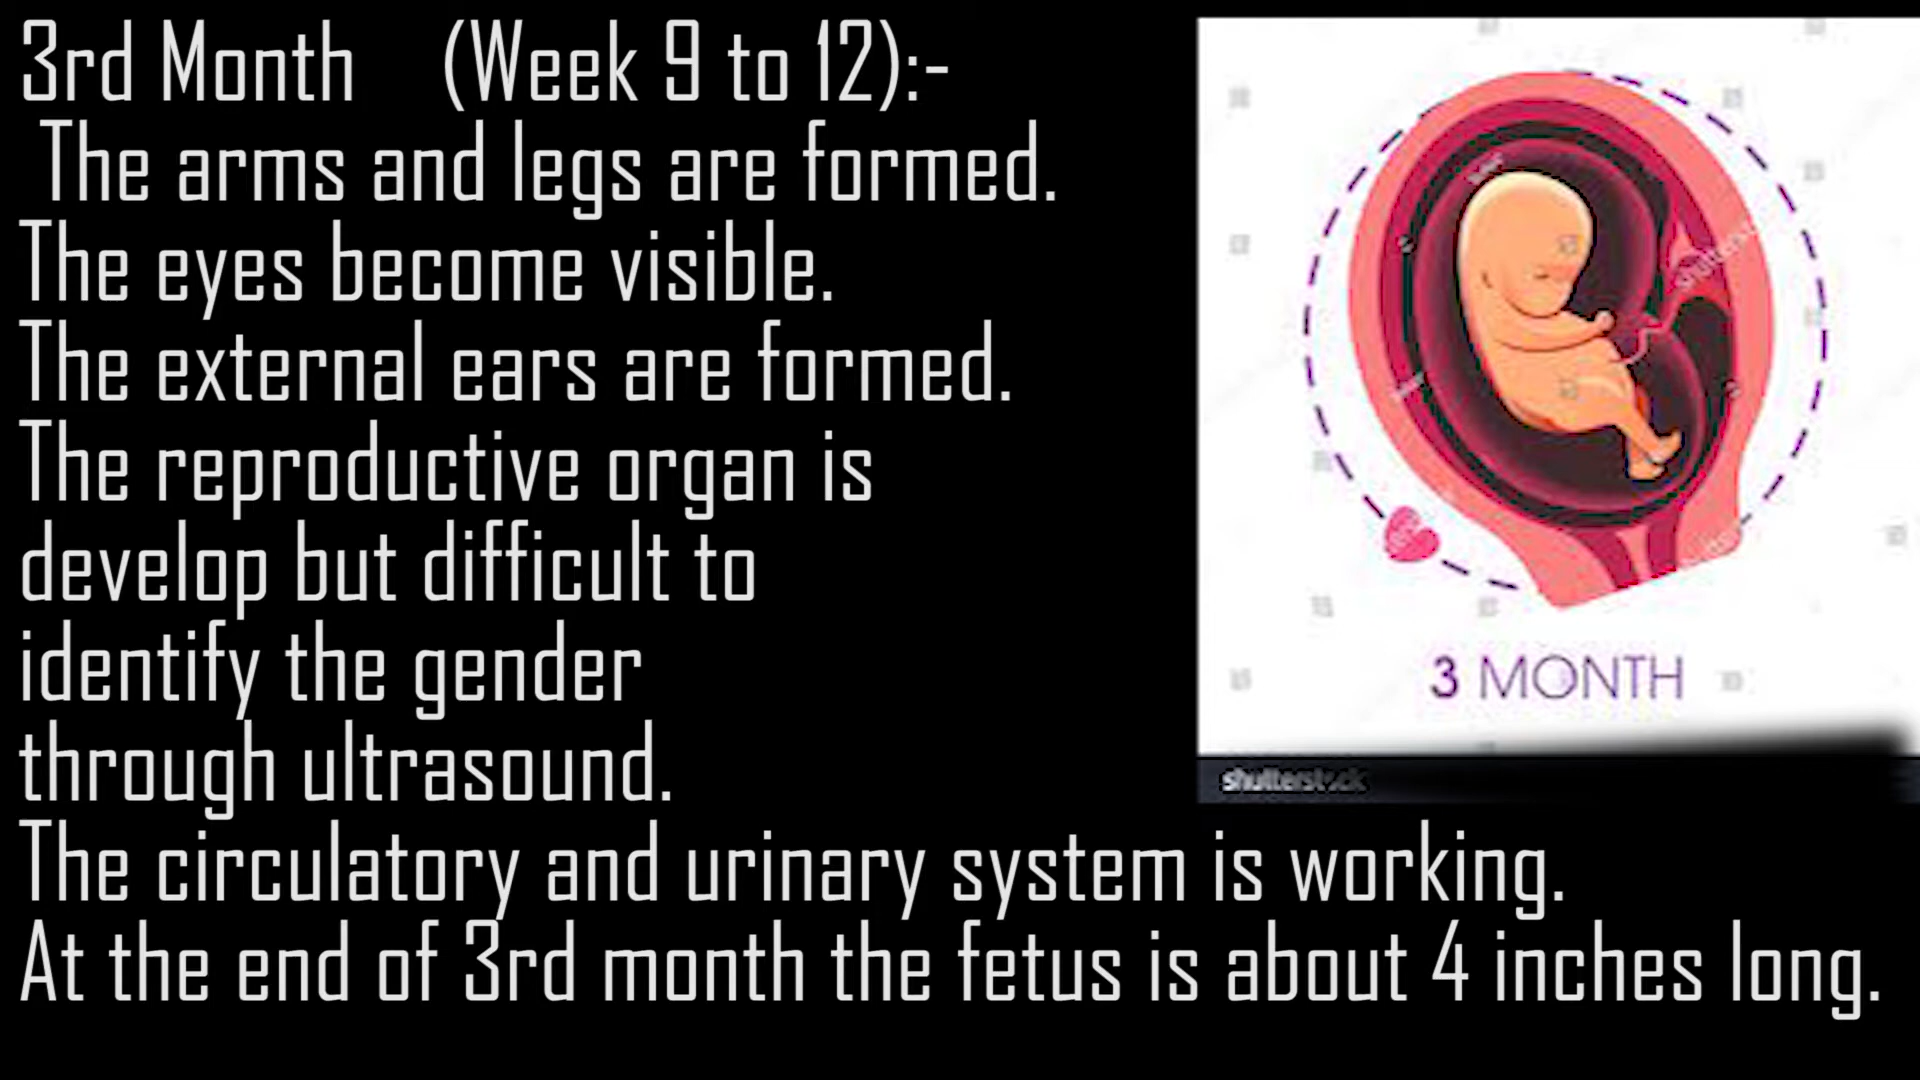 3rd Month (Week 9 to 12):-
The arms and legs are formed.
The eyes become visible.
The external ears are formed.
The reproductive organ is
develop but difficult to
identify the gender
through ultrasound.
The circulatory and urinary system is working.
At the end of 3rd month the fetus is about 4 inches long.
3 MONTH
shutterstock